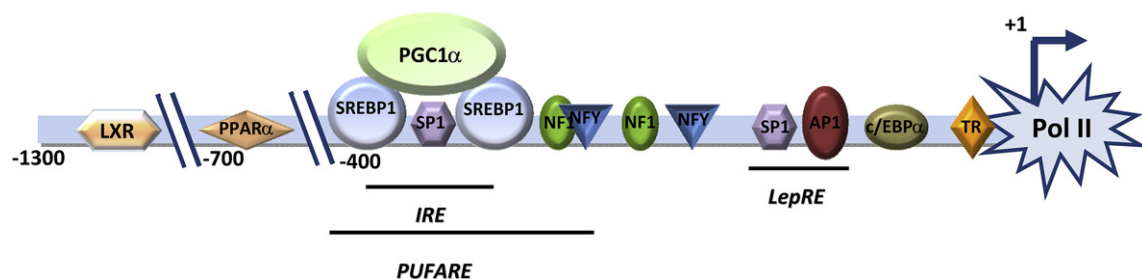 +1
PGC1α
SREBP1 SREBP1
LXR PPARα SP1 NF1 NFY NF1 NFY SP1 AP1 c/EBPα TR Pol II
-1300 -700 -400
IRE LepRE
PUFARE